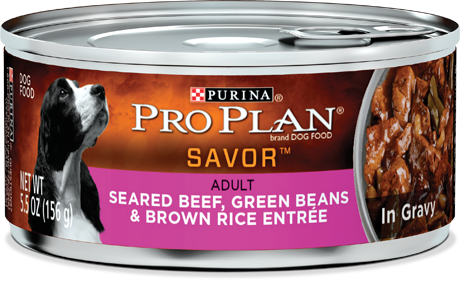 DOG
FOOD
PURINA
PRO PLAN®
brand DOG FOOD
SAVOR™
ADULT
SEARED BEEF, GREEN BEANS
& BROWN RICE ENTRÉE
NET WT
5.5 OZ (156 g)
In Gravy